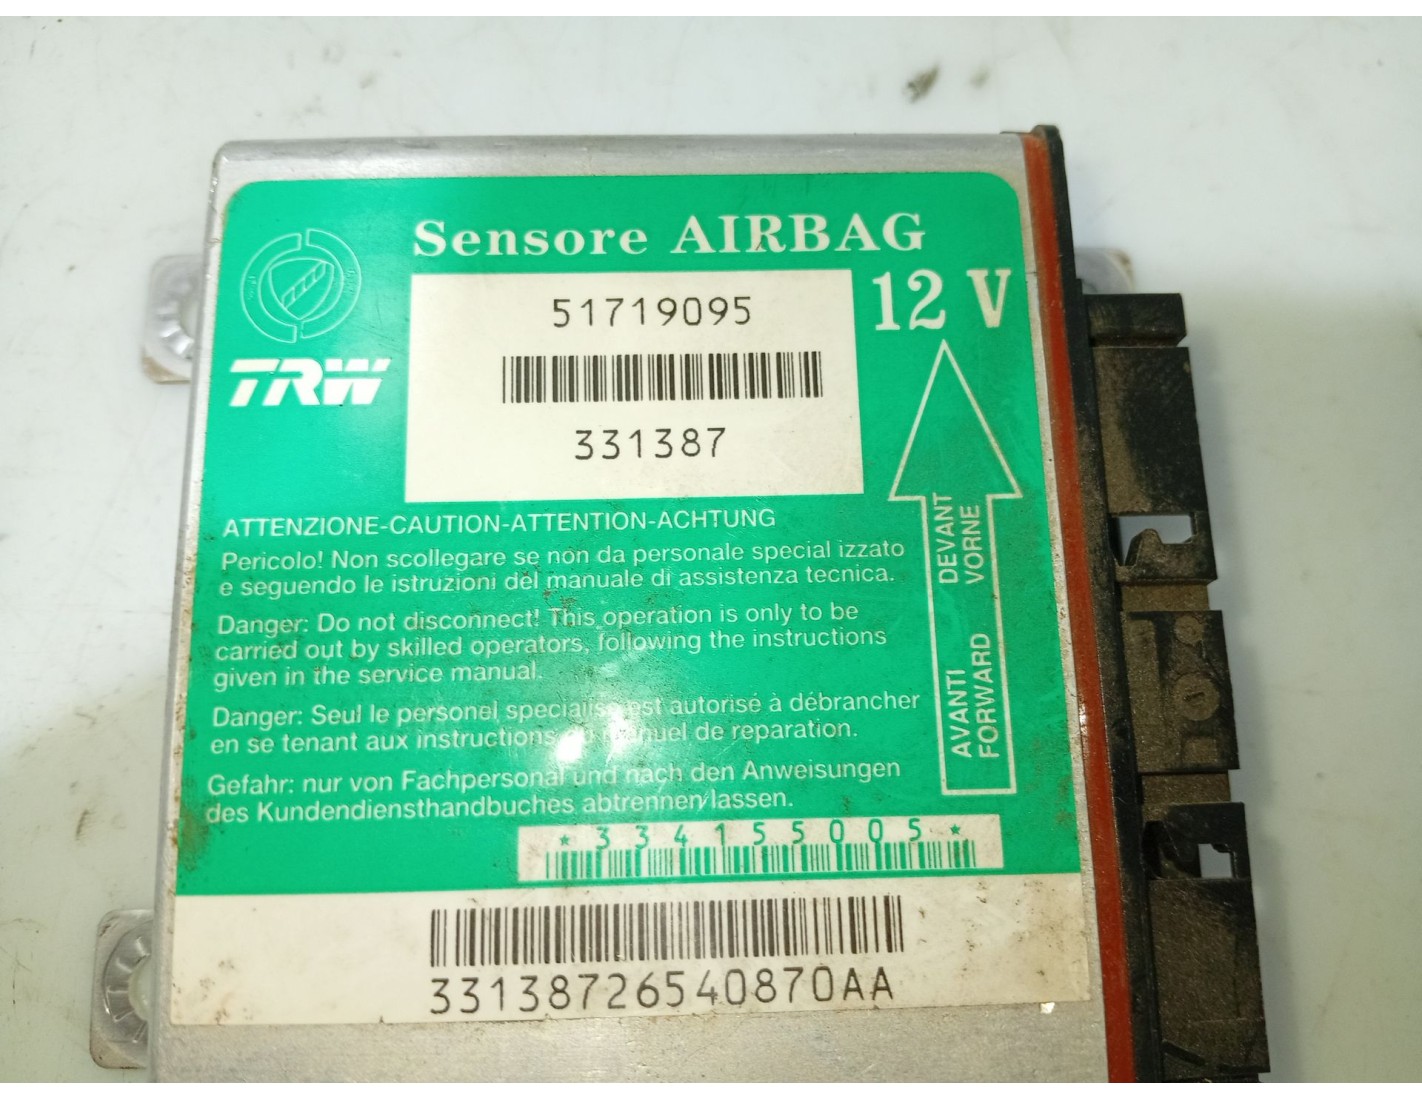 Sensore AIRBAG
12 V
51719095
TRW
331387
ATTENZIONE-CAUTION-ATTENTION-ACHTUNG
Pericolo! Non scollegare se non da personale special izzato
e seguendo le istruzioni del manuale di assistenza tecnica.
Danger: Do not disconnect! This operation is only to be
carried out by skilled operators, following the instructions
given in the service manual.
Danger: Seul le personel specialise est autorisé à débrancher
en se tenant aux instructions du manuel de reparation.
Gefahr: nur von Fachpersonal und nach den Anweisungen
des Kundendiensthandbuches abtrennen/lassen.
AVANTI DEVANT
FORWARD VORNE
*334155005*
33138726540870AA